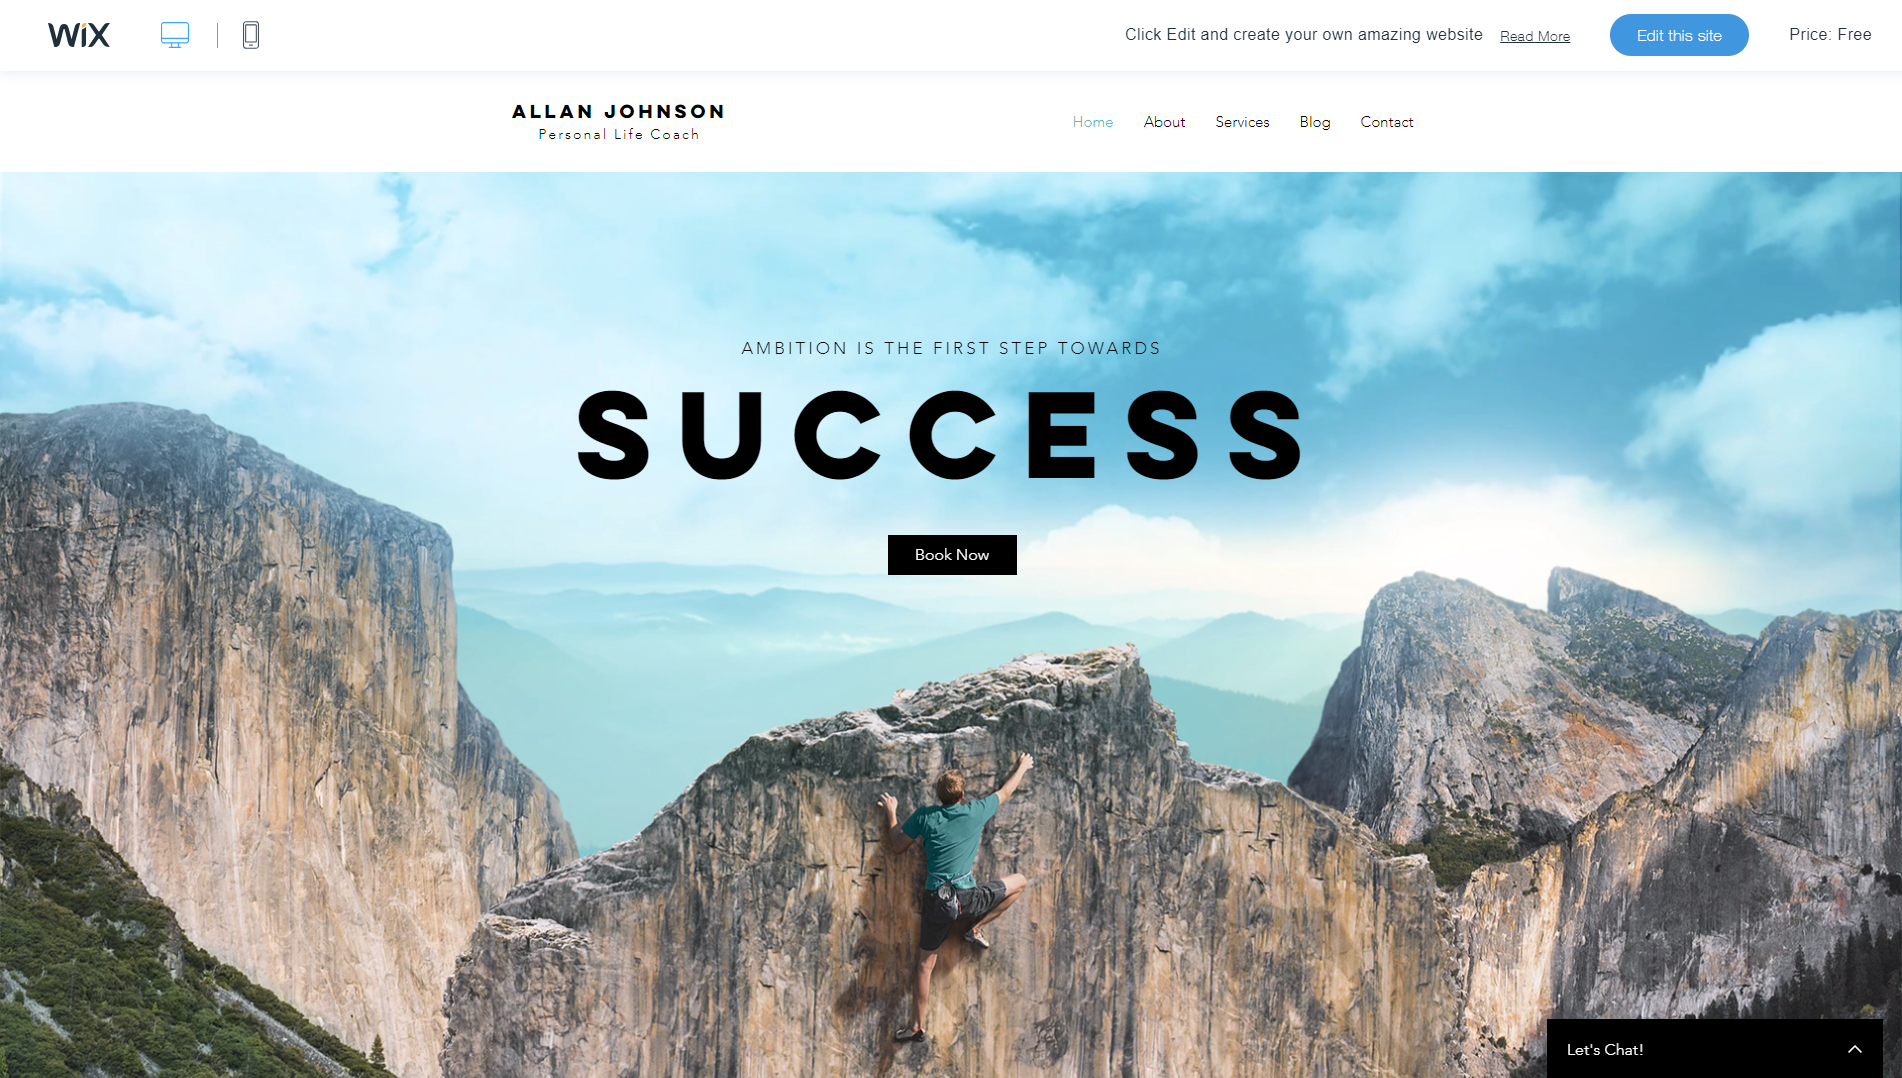 WiX
Click Edit and create your own amazing website Read More Edit this site Price: Free
ALLAN JOHNSON
Personal Life Coach
Home About Services Blog Contact
AMBITION IS THE FIRST STEP TOWARDS
SUCCESS
Book Now
Let's Chat!